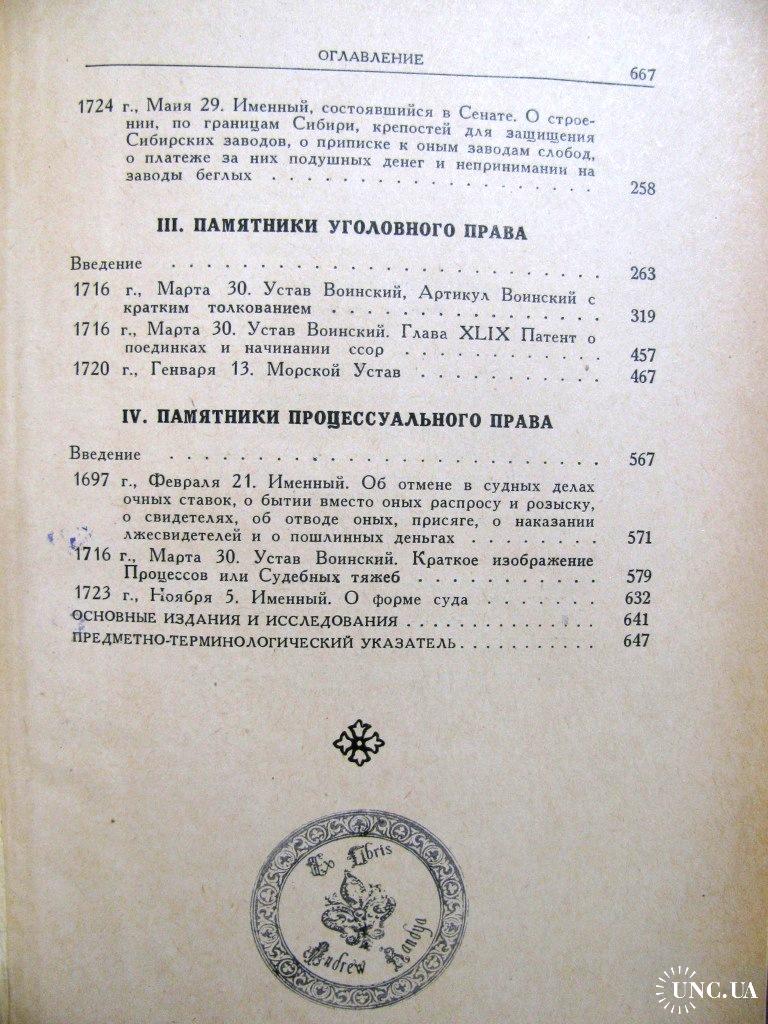 ОГЛАВЛЕНИЕ 667
1724 г., Маия 29. Именный, состоявшийся в Сенате. О строе-
нии, по границам Сибири, крепостей для защищения
Сибирских заводов, о приписке к оным заводам слобод,
о платеже за них подушных денег и непринимании на
заводы беглых . . . . . . . . . . . . . . . . . . 258
III. ПАМЯТНИКИ УГОЛОВНОГО ПРАВА
Введение . . . . . . . . . . . . . . . . . . . . . . 263
1716 г., Марта 30. Устав Воинский, Артикул Воинский с
кратким толкованием . . . . . . . . . . . . . . . 319
1716 г., Марта 30. Устав Воинский. Глава XLIX Патент о
поединках и начинании ссор . . . . . . . . . . . 457
1720 г., Генваря 13. Морской Устав . . . . . . . . . . 467
IV. ПАМЯТНИКИ ПРОЦЕССУАЛЬНОГО ПРАВА
Введение . . . . . . . . . . . . . . . . . . . . . . 567
1697 г., Февраля 21. Именный. Об отмене в судных делах
очных ставок, о бытии вместо оных распросу и розыску,
о свидетелях, об отводе оных, присяге, о наказании
лжесвидетелей и о пошлинных деньгах . . . . . . . . 571
1716 г., Марта 30. Устав Воинский. Краткое изображение
Процессов или Судебных тяжеб . . . . . . . . . . . 579
1723 г., Ноября 5. Именный. О форме суда . . . . . . . 632
ОСНОВНЫЕ ИЗДАНИЯ И ИССЛЕДОВАНИЯ . . . . . . . . . . . . 641
ПРЕДМЕТНО-ТЕРМИНОЛОГИЧЕСКИЙ УКАЗАТЕЛЬ . . . . . . . . . . 647
Ex Libris
Andrew Kandya
UNC.UA